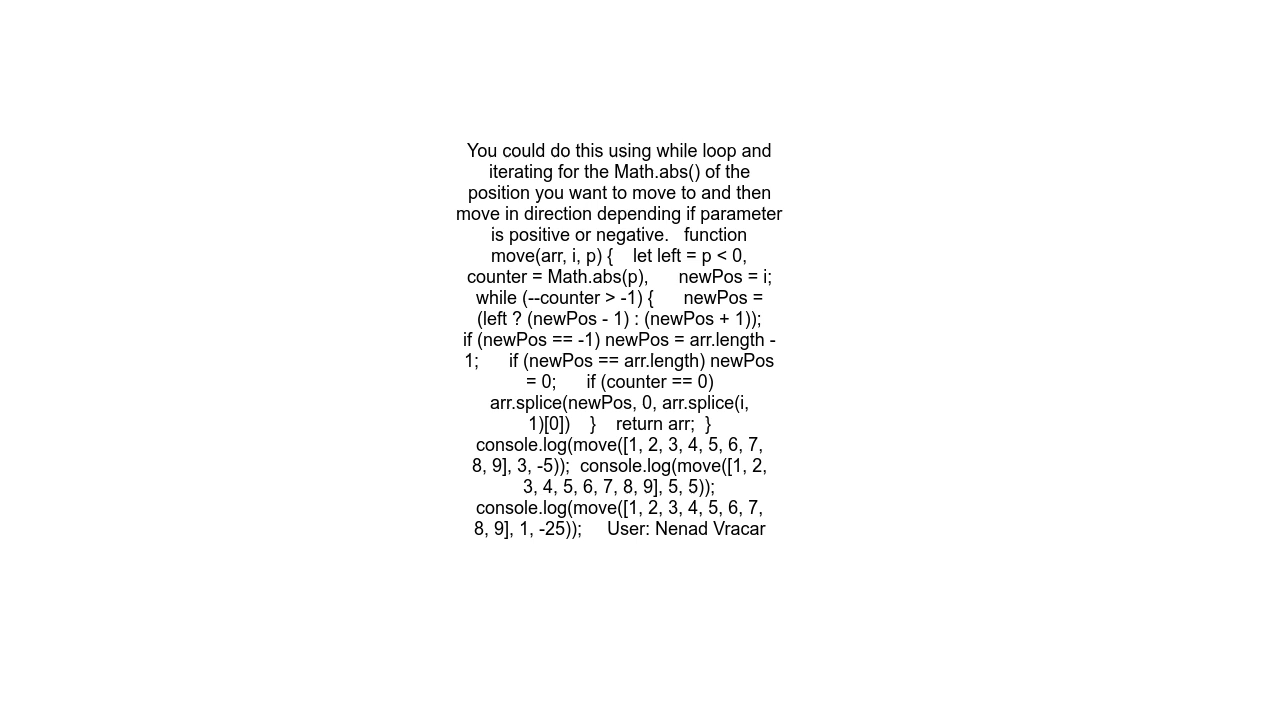 You could do this using while loop and
iterating for the Math.abs() of the
position you want to move to and then
move in direction depending if parameter
is positive or negative.   function
move(arr, i, p) {    let left = p < 0,
counter = Math.abs(p),      newPos = i;
while (--counter > -1) {      newPos =
(left ? (newPos - 1) : (newPos + 1));
if (newPos == -1) newPos = arr.length -
1;      if (newPos == arr.length) newPos
= 0;      if (counter == 0)
arr.splice(newPos, 0, arr.splice(i,
1)[0])    }    return arr;  }
console.log(move([1, 2, 3, 4, 5, 6, 7,
8, 9], 3, -5));  console.log(move([1, 2,
3, 4, 5, 6, 7, 8, 9], 5, 5));
console.log(move([1, 2, 3, 4, 5, 6, 7,
8, 9], 1, -25));     User: Nenad Vracar